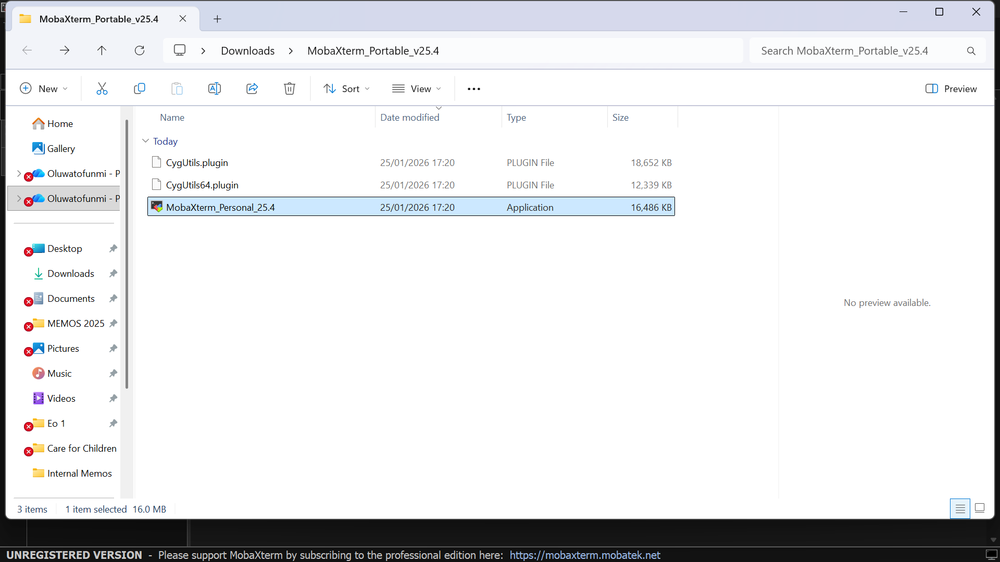 MobaXterm_Portable_v25.4
Downloads
MobaXterm_Portable_v25.4
Search MobaXterm_Portable_v25.4
New
Sort
View
Preview
Name
Date modified
Type
Size
Home
Gallery
Oluwatofunmi - P
Oluwatofunmi - P
Desktop
Downloads
Documents
MEMOS 2025
Pictures
Music
Videos
Eo 1
Care for Children
Internal Memos
Today
CygUtils.plugin 25/01/2026 17:20 PLUGIN File 18,652 KB
CygUtils64.plugin 25/01/2026 17:20 PLUGIN File 12,339 KB
MobaXterm_Personal_25.4 25/01/2026 17:20 Application 16,486 KB
No preview available.
3 items 1 item selected 16.0 MB
UNREGISTERED VERSION - Please support MobaXterm by subscribing to the professional edition here: https://mobaxterm.mobatek.net